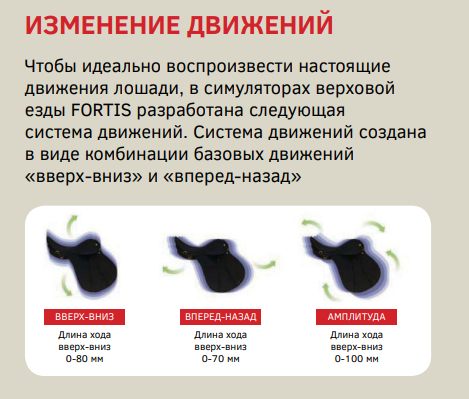 ИЗМЕНЕНИЕ ДВИЖЕНИЙ
Чтобы идеально воспроизвести настоящие
движения лошади, в симуляторах верховой
езды FORTIS разработана следующая
система движений. Система движений создана
в виде комбинации базовых движений
«вверх-вниз» и «вперед-назад»
ВВЕРХ-ВНИЗ
Длина хода
вверх-вниз
0-80 мм
ВПЕРЕД-НАЗАД
Длина хода
вверх-вниз
0-70 мм
АМПЛИТУДА
Длина хода
вверх-вниз
0-100 мм